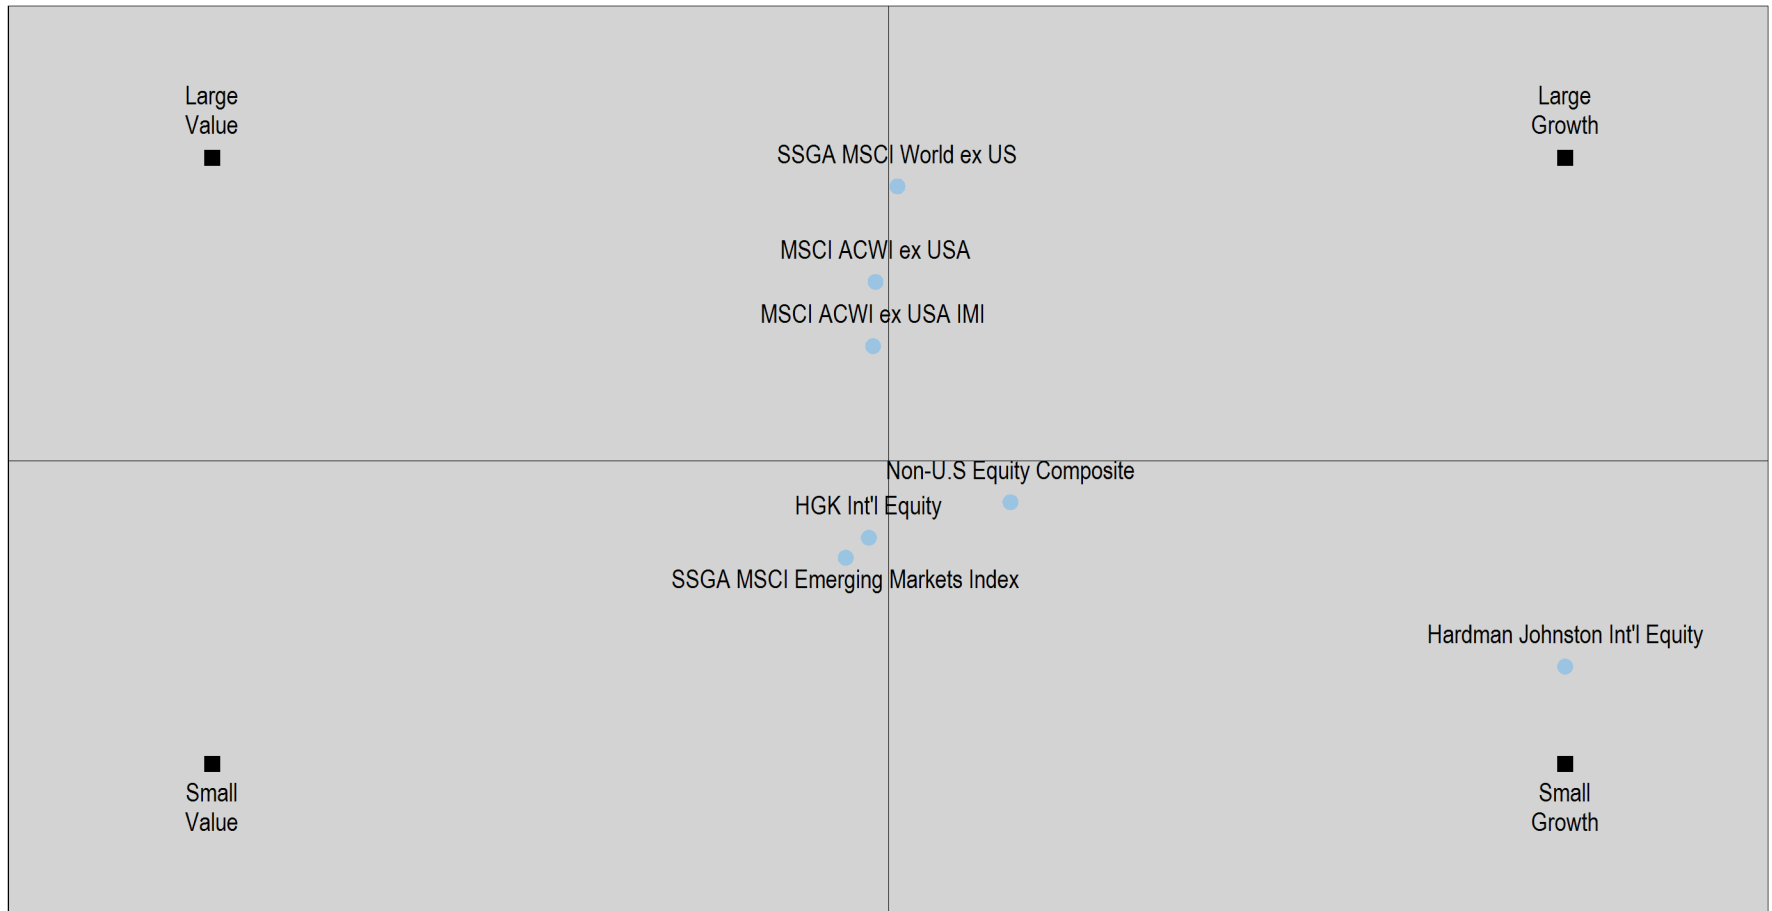 Large
Value
Large
Growth
SSGA MSCI World ex US
MSCI ACWI ex USA
MSCI ACWI ex USA IMI
Non-U.S Equity Composite
HGK Int'l Equity
SSGA MSCI Emerging Markets Index
Hardman Johnston Int'l Equity
Small
Value
Small
Growth